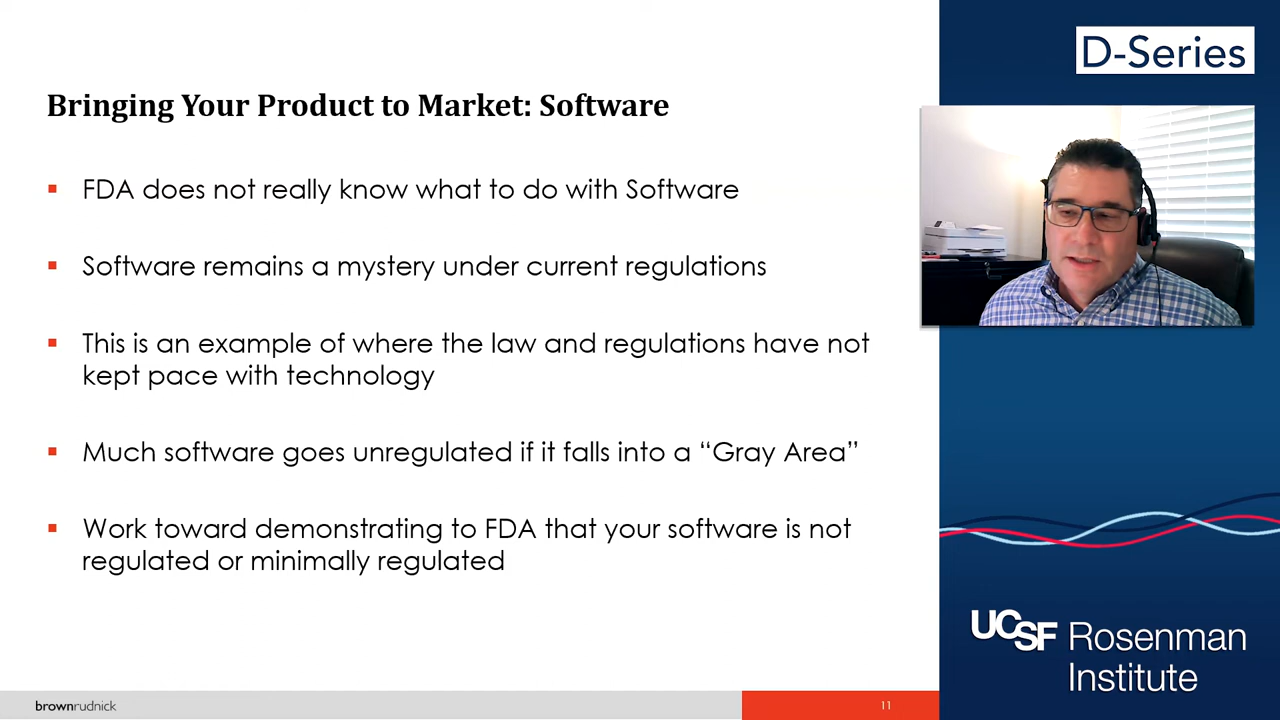 D-Series
Bringing Your Product to Market: Software
▪ FDA does not really know what to do with Software
▪ Software remains a mystery under current regulations
▪ This is an example of where the law and regulations have not
kept pace with technology
▪ Much software goes unregulated if it falls into a “Gray Area”
▪ Work toward demonstrating to FDA that your software is not
regulated or minimally regulated
UCSF Rosenman
Institute
brownrudnick
11